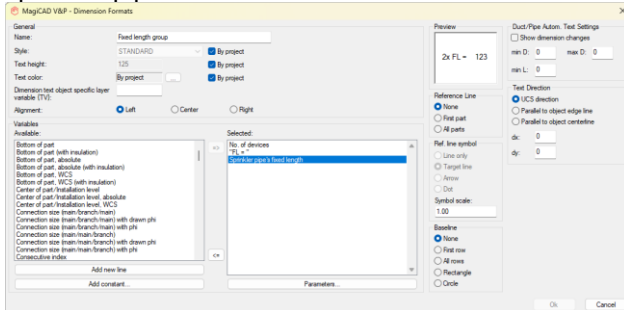 MagiCAD V&P - Dimension Formats
General
Name: Fixed length group
Style: STANDARD By project
Text height: 125 By project
Text color: By project ... By project
Dimension text object specific layer variable (TV):
Alignment: Left Center Right
Variables
Available:
Bottom of part
Bottom of part (with insulation)
Bottom of part, absolute
Bottom of part, absolute (with insulation)
Bottom of part, WCS
Bottom of part, WCS (with insulation)
Center of part/Installation level
Center of part/Installation level, absolute
Center of part/Installation level, WCS
Connection size (main/branch/main)
Connection size (main/branch/main) with drawn phi
Connection size (main/branch/main) with phi
Connection size (main/main/branch)
Connection size (main/main/branch) with drawn phi
Connection size (main/main/branch) with phi
Consecutive index
Add new line
Add constant...
Selected:
No. of devices
"FL = "
Sprinkler pipe's fixed length
Parameters...
Preview
2x FL = 123
Reference Line
None
First part
All parts
Ref. line symbol
Line only
Target line
Arrow
Dot
Symbol scale:
1.00
Baseline
None
First row
All rows
Rectangle
Circle
Duct/Pipe Autom. Text Settings
Show dimension changes
min D: 0 max D: 0
min L: 0
Text Direction
UCS direction
Parallel to object edge line
Parallel to object centerline
dx: 0
dy: 0
Ok Cancel